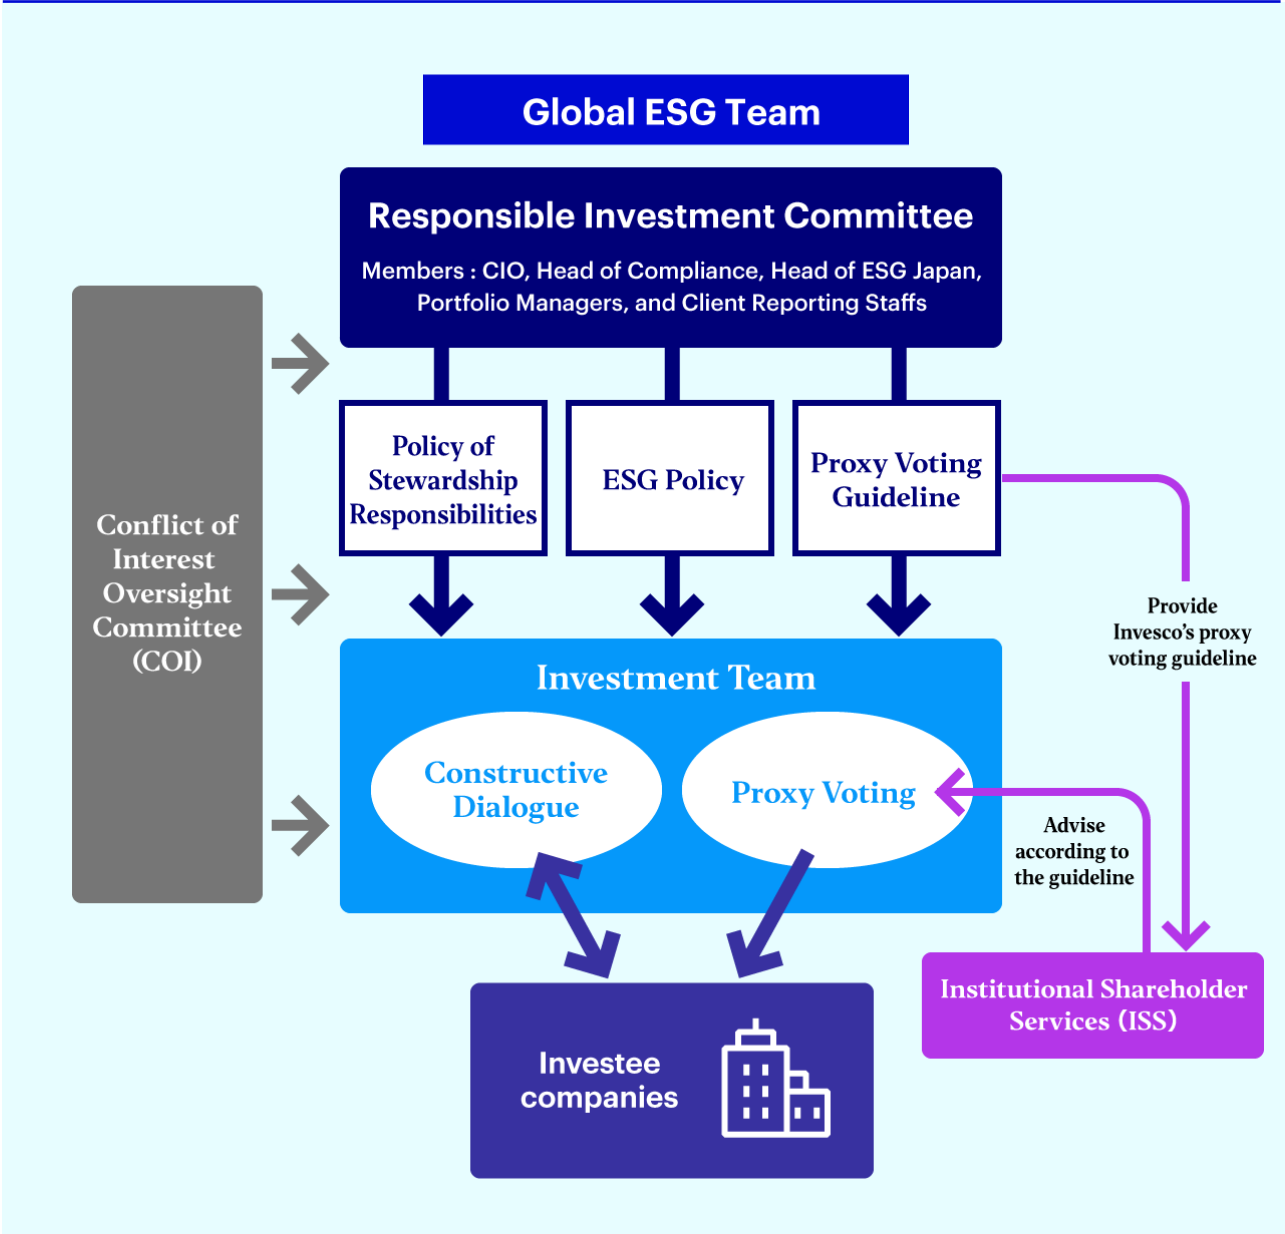 Global ESG Team
Responsible Investment Committee
Members : CIO, Head of Compliance, Head of ESG Japan,
Portfolio Managers, and Client Reporting Staffs
Conflict of
Interest
Oversight
Committee
(COI)
Policy of
Stewardship
Responsibilities
ESG Policy
Proxy Voting
Guideline
Provide
Invesco’s proxy
voting guideline
Investment Team
Constructive
Dialogue
Proxy Voting
Advise
according to
the guideline
Institutional Shareholder
Services (ISS)
Investee
companies